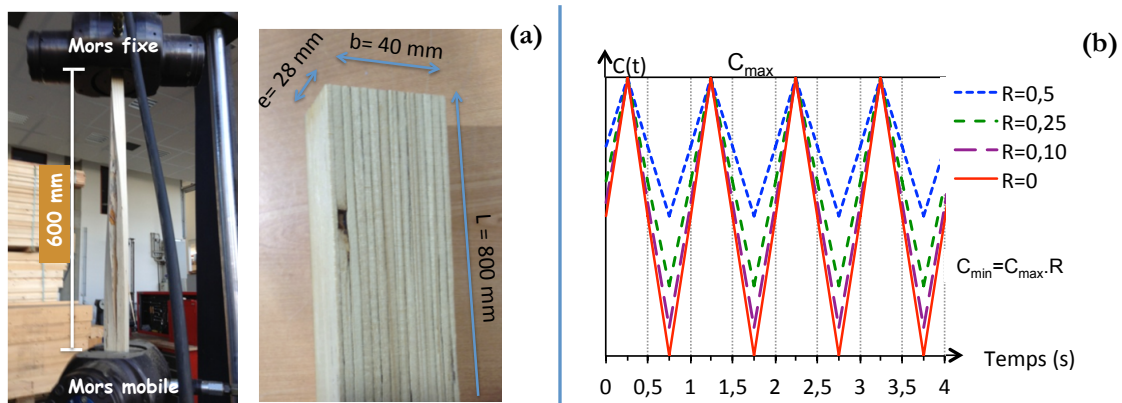 Mors fixe
600 mm
Mors mobile
(a)
b= 40 mm
e= 28 mm
L = 800 mm
(b)
C(t)
Cmax
R=0,5
R=0,25
R=0,10
R=0
Cmin=Cmax.R
Temps (s)
0 0,5 1 1,5 2 2,5 3 3,5 4